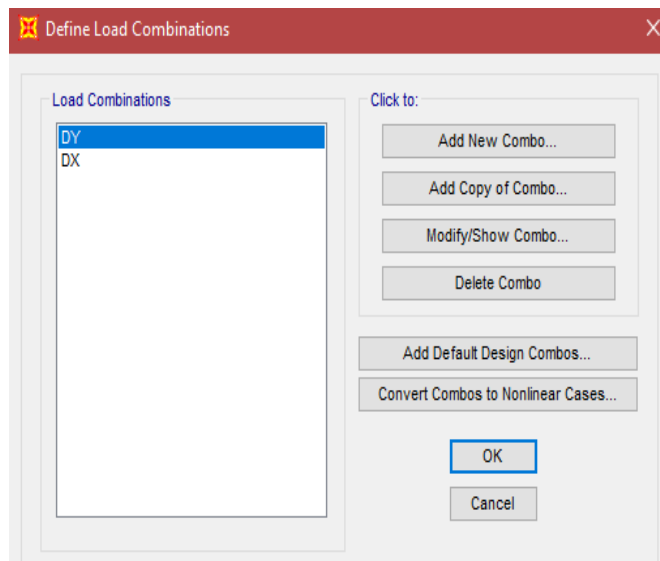 Define Load Combinations
Load Combinations
DY
DX
Click to:
Add New Combo...
Add Copy of Combo...
Modify/Show Combo...
Delete Combo
Add Default Design Combos...
Convert Combos to Nonlinear Cases...
OK
Cancel